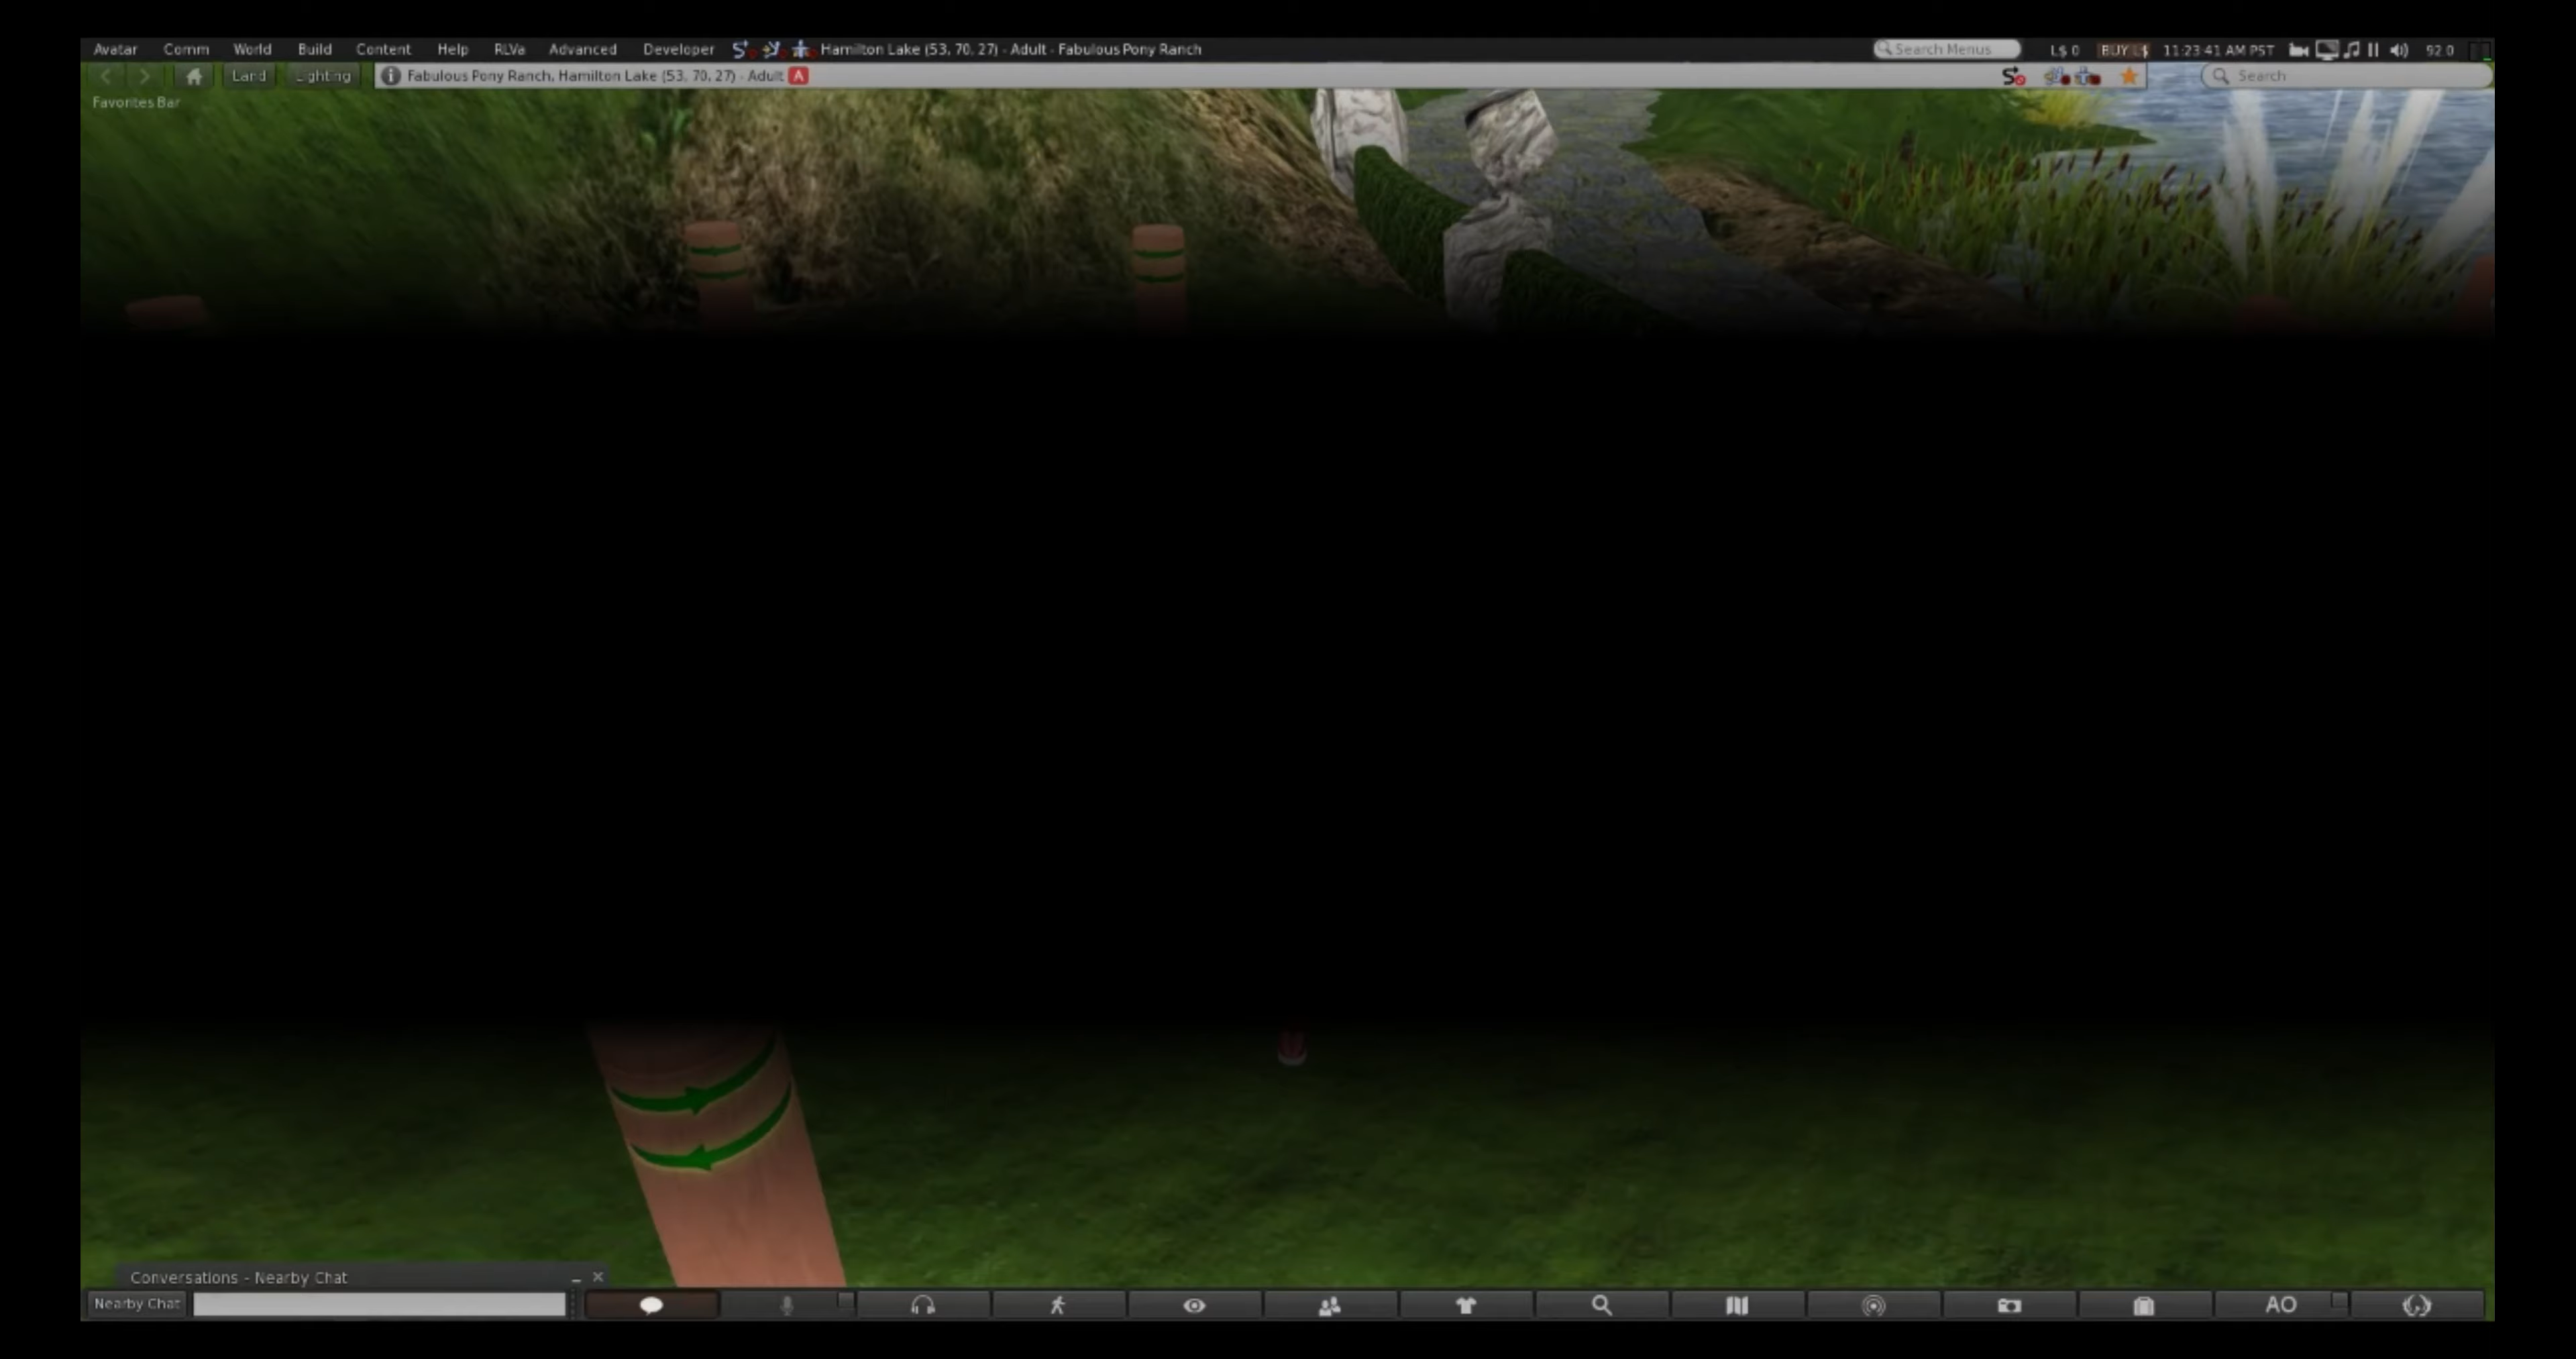 Avatar Comm World Build Content Help RLVa Advanced Developer Hamilton Lake (53, 70, 27) - Adult - Fabulous Pony Ranch Search Menus L$ 0 BUY L$ 11:23:41 AM PST 92.0
Land Lighting Fabulous Pony Ranch, Hamilton Lake (53, 70, 27) - Adult A Search
Favorites Bar
Conversations - Nearby Chat
Nearby Chat AO